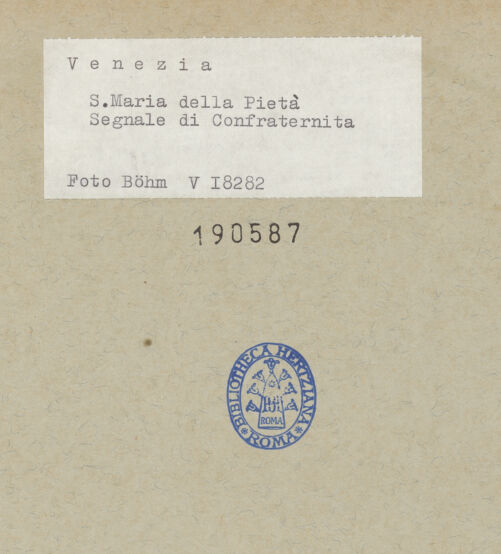 Venezia
S.Maria della Pietà
Segnale di Confraternita
Foto Böhm V I8282
190587
BIBLIOTHECA HERTZIANA
ROMA
ROMA